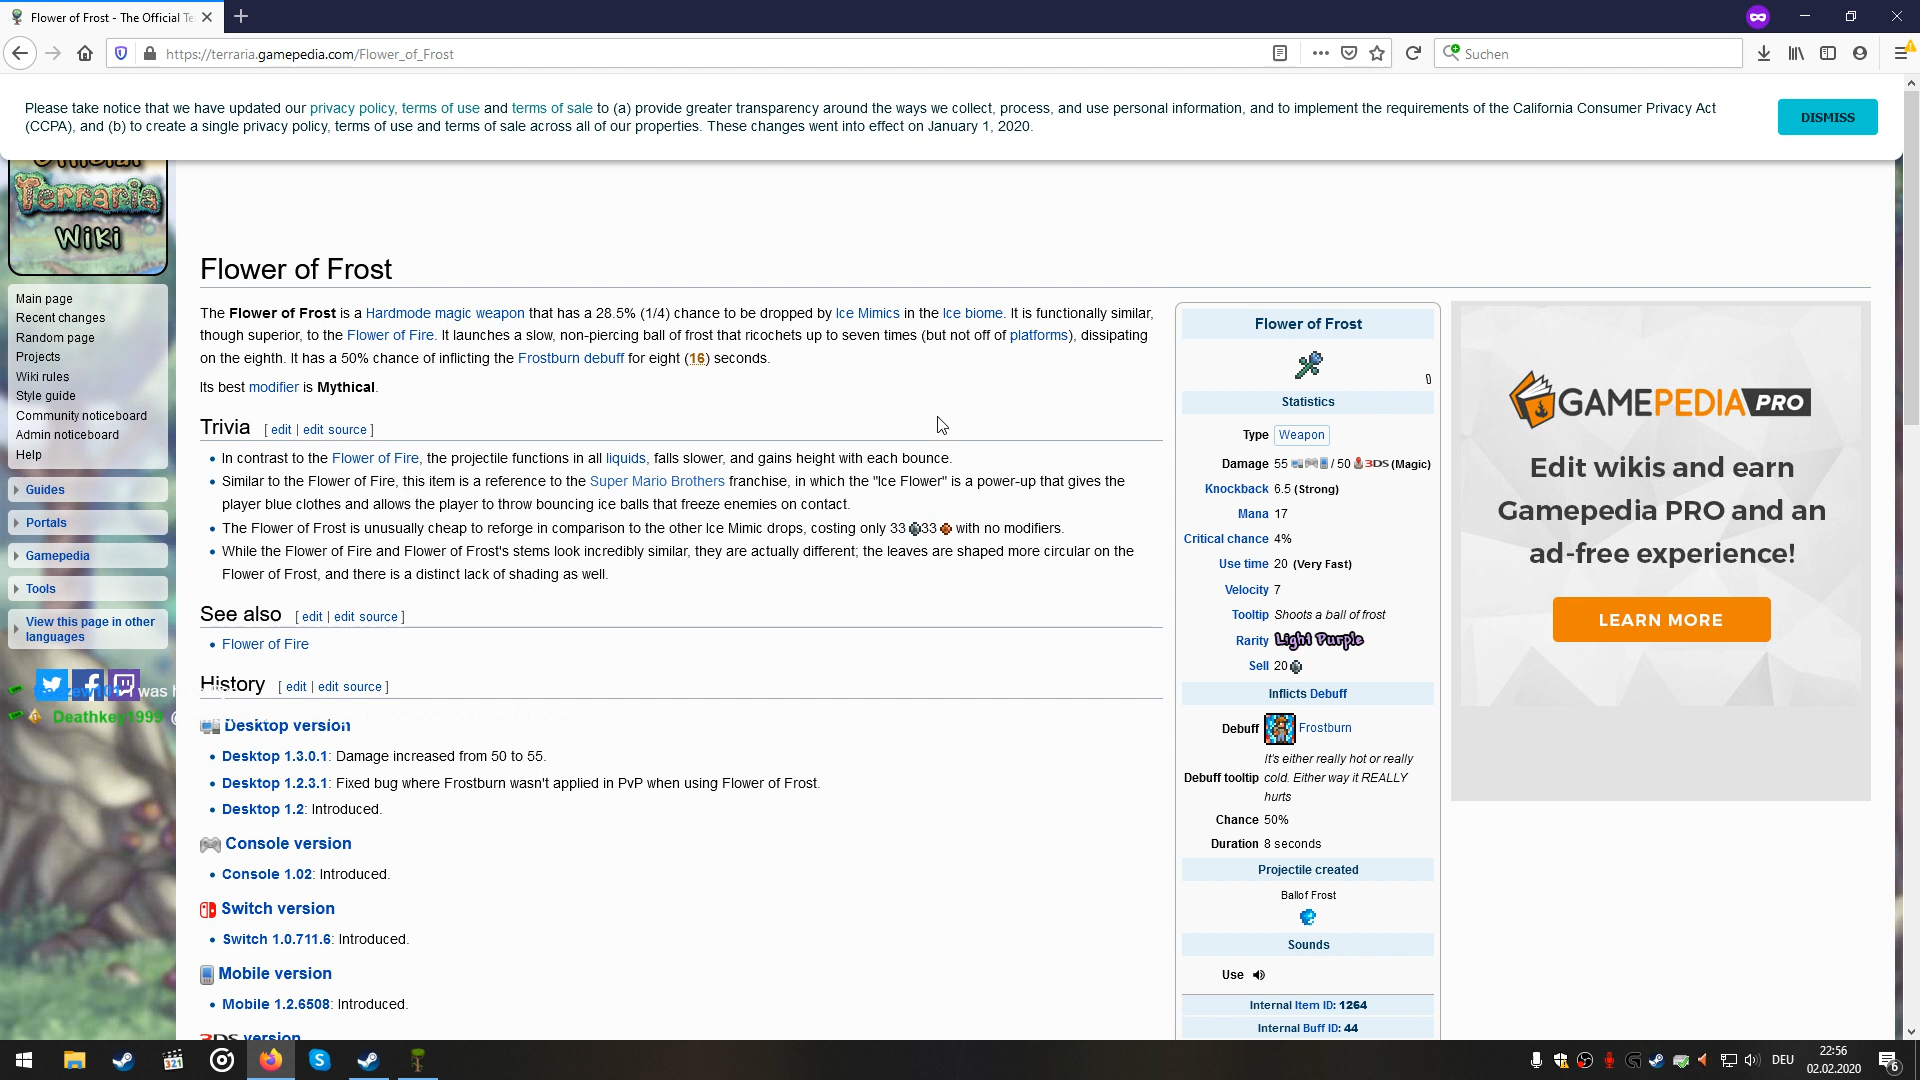 Flower of Frost - The Official Te
https://terraria.gamepedia.com/Flower_of_Frost
Suchen
Please take notice that we have updated our privacy policy, terms of use and terms of sale to (a) provide greater transparency around the ways we collect, process, and use personal information, and to implement the requirements of the California Consumer Privacy Act
(CCPA), and (b) to create a single privacy policy, terms of use and terms of sale across all of our properties. These changes went into effect on January 1, 2020.
DISMISS
Official
Terraria
Wiki
Main page
Recent changes
Random page
Projects
Wiki rules
Style guide
Community noticeboard
Admin noticeboard
Help
Guides
Portals
Gamepedia
Tools
View this page in other
languages
I was h
Deathkey1999 @
Flower of Frost
The Flower of Frost is a Hardmode magic weapon that has a 28.5% (1/4) chance to be dropped by Ice Mimics in the Ice biome. It is functionally similar,
though superior, to the Flower of Fire. It launches a slow, non-piercing ball of frost that ricochets up to seven times (but not off of platforms), dissipating
on the eighth. It has a 50% chance of inflicting the Frostburn debuff for eight (16) seconds.
Its best modifier is Mythical.
Trivia [ edit | edit source ]
• In contrast to the Flower of Fire, the projectile functions in all liquids, falls slower, and gains height with each bounce.
• Similar to the Flower of Fire, this item is a reference to the Super Mario Brothers franchise, in which the "Ice Flower" is a power-up that gives the
player blue clothes and allows the player to throw bouncing ice balls that freeze enemies on contact.
• The Flower of Frost is unusually cheap to reforge in comparison to the other Ice Mimic drops, costing only 33 33 with no modifiers.
• While the Flower of Fire and Flower of Frost's stems look incredibly similar, they are actually different; the leaves are shaped more circular on the
Flower of Frost, and there is a distinct lack of shading as well.
See also [ edit | edit source ]
• Flower of Fire
History [ edit | edit source ]
Desktop version
• Desktop 1.3.0.1: Damage increased from 50 to 55.
• Desktop 1.2.3.1: Fixed bug where Frostburn wasn't applied in PvP when using Flower of Frost.
• Desktop 1.2: Introduced.
Console version
• Console 1.02: Introduced.
Switch version
• Switch 1.0.711.6: Introduced.
Mobile version
• Mobile 1.2.6508: Introduced.
3DS version
Flower of Frost
Statistics
Type Weapon
Damage 55 / 50 3DS (Magic)
Knockback 6.5 (Strong)
Mana 17
Critical chance 4%
Use time 20 (Very Fast)
Velocity 7
Tooltip Shoots a ball of frost
Rarity Light Purple
Sell 20
Inflicts Debuff
Debuff Frostburn
Debuff tooltip It's either really hot or really
cold. Either way it REALLY
hurts
Chance 50%
Duration 8 seconds
Projectile created
Ball of Frost
Sounds
Use
Internal Item ID: 1264
Internal Buff ID: 44
GAMEPEDIA PRO
Edit wikis and earn
Gamepedia PRO and an
ad-free experience!
LEARN MORE
321
DEU
22:56
02.02.2020
6